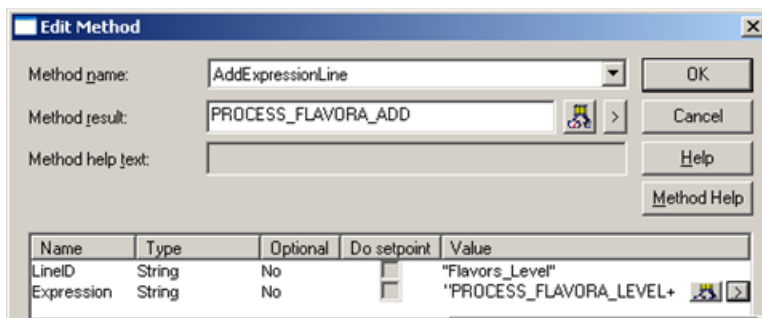 Edit Method
Method name: AddExpressionLine OK
Method result: PROCESS_FLAVORA_ADD > Cancel
Method help text: Help
Method Help
Name Type Optional Do setpoint Value
LineID String No "Flavors_Level"
Expression String No "PROCESS_FLAVORA_LEVEL+ >